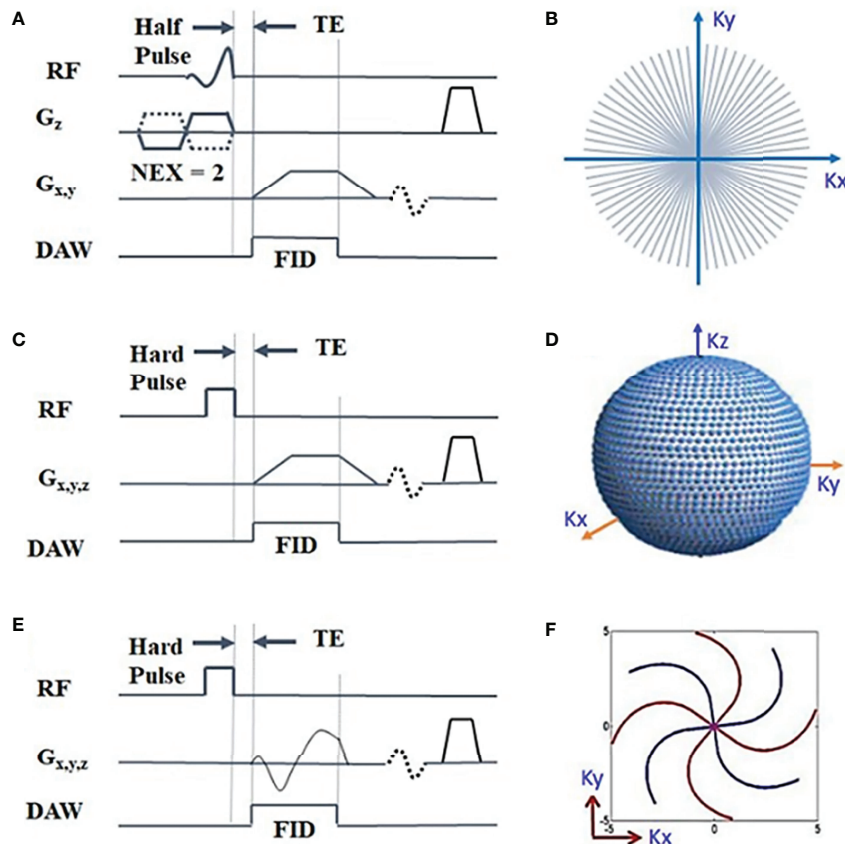 A
Half
Pulse
TE
RF
Gz
NEX = 2
Gx,y
DAW
FID
B
Ky
Kx
C
Hard
Pulse
TE
RF
Gx,y,z
DAW
FID
D
Kz
Ky
Kx
E
Hard
Pulse
TE
RF
Gx,y,z
DAW
FID
F
5
0
-5
0
5
Ky
Kx